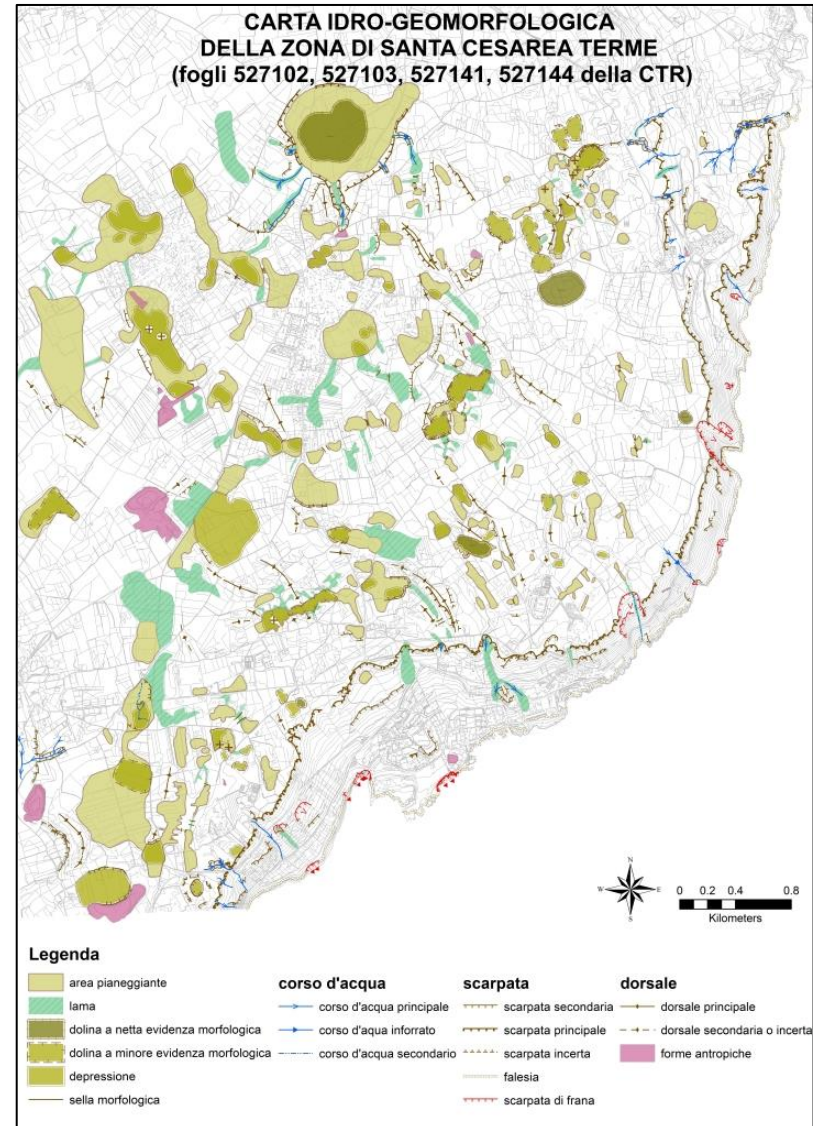 CARTA IDRO-GEOMORFOLOGICA
DELLA ZONA DI SANTA CESAREA TERME
(fogli 527102, 527103, 527141, 527144 della CTR)
N
W E
S
0 0.2 0.4 0.8
Kilometers
Legenda
area pianeggiante
lama
dolina a netta evidenza morfologica
dolina a minore evidenza morfologica
depressione
sella morfologica
corso d'acqua
corso d'acqua principale
corso d'aqua inforrato
corso d'acqua secondario
scarpata
scarpata secondaria
scarpata principale
scarpata incerta
falesia
scarpata di frana
dorsale
dorsale principale
dorsale secondaria o incerta
forme antropiche